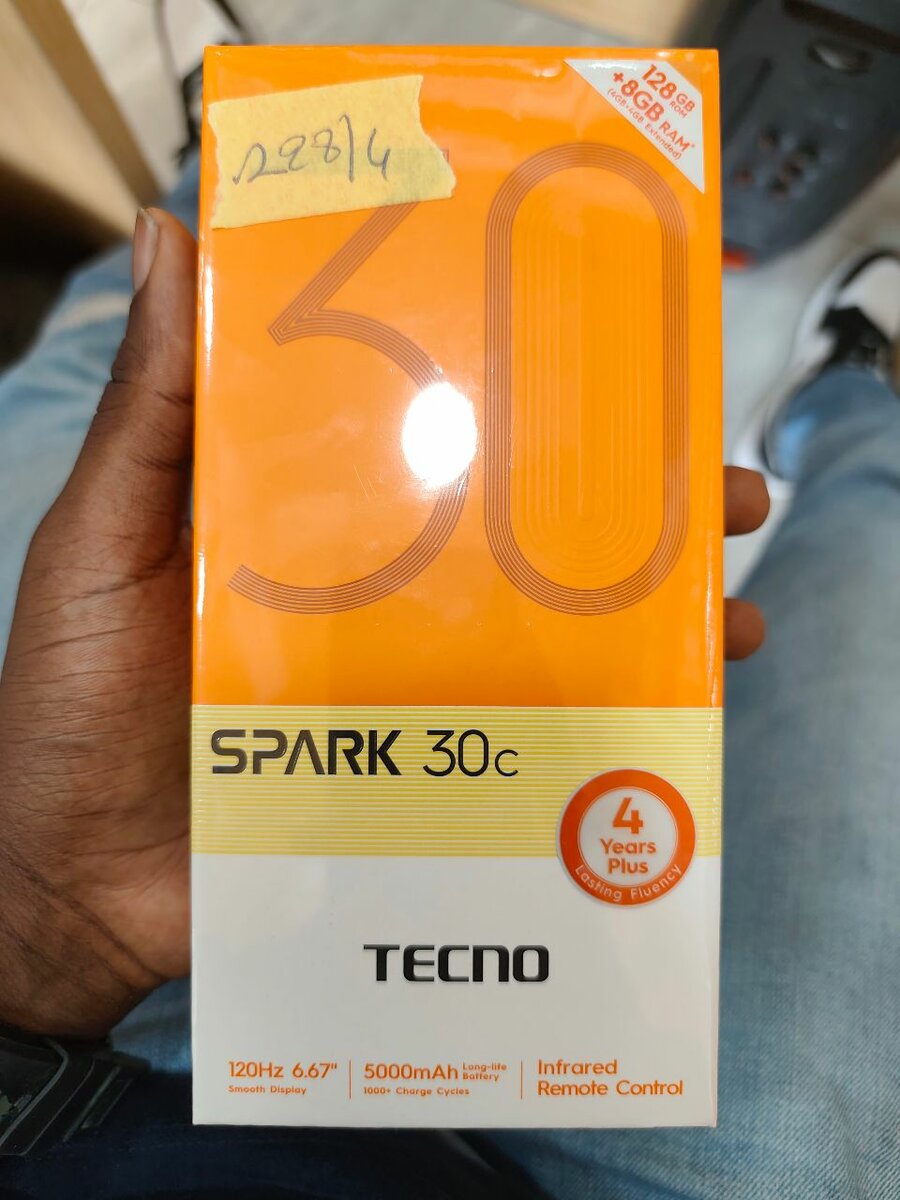 128GB
ROM
+8GB RAM*
(4GB+4GB Extended)
228/4
30
SPARK 30c
4
Years
Plus
Lasting Fluency
TECNO
120Hz 6.67"
Smooth Display
5000mAh Long-life Battery
1000+ Charge Cycles
Infrared
Remote Control